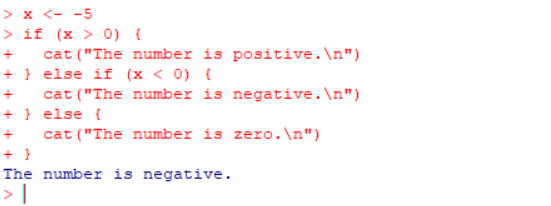 > x <- -5
> if (x > 0) {
+   cat("The number is positive.\n")
+ } else if (x < 0) {
+   cat("The number is negative.\n")
+ } else {
+   cat("The number is zero.\n")
+ }
The number is negative.
>